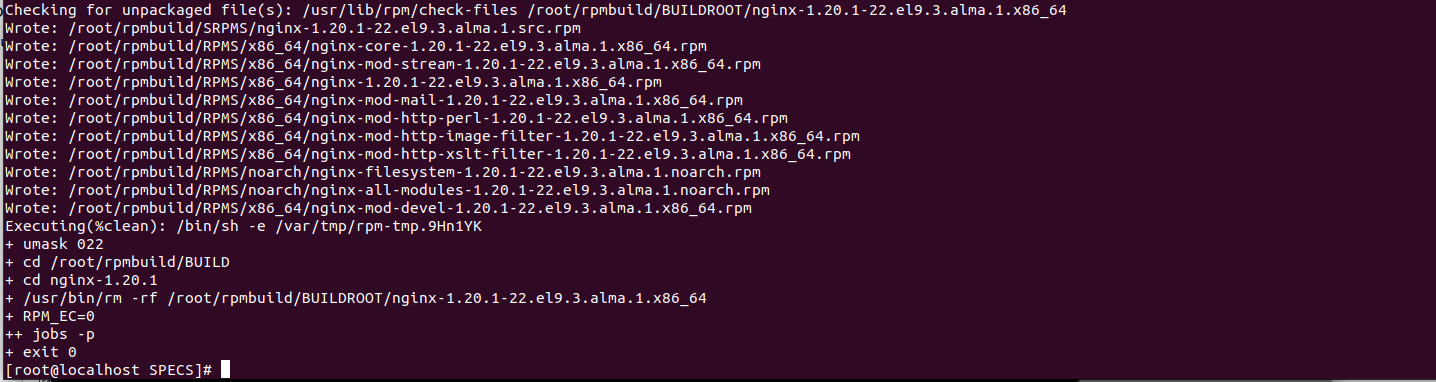 Checking for unpackaged file(s): /usr/lib/rpm/check-files /root/rpmbuild/BUILDROOT/nginx-1.20.1-22.el9.3.alma.1.x86_64
Wrote: /root/rpmbuild/SRPMS/nginx-1.20.1-22.el9.3.alma.1.src.rpm
Wrote: /root/rpmbuild/RPMS/x86_64/nginx-core-1.20.1-22.el9.3.alma.1.x86_64.rpm
Wrote: /root/rpmbuild/RPMS/x86_64/nginx-mod-stream-1.20.1-22.el9.3.alma.1.x86_64.rpm
Wrote: /root/rpmbuild/RPMS/x86_64/nginx-1.20.1-22.el9.3.alma.1.x86_64.rpm
Wrote: /root/rpmbuild/RPMS/x86_64/nginx-mod-mail-1.20.1-22.el9.3.alma.1.x86_64.rpm
Wrote: /root/rpmbuild/RPMS/x86_64/nginx-mod-http-perl-1.20.1-22.el9.3.alma.1.x86_64.rpm
Wrote: /root/rpmbuild/RPMS/x86_64/nginx-mod-http-image-filter-1.20.1-22.el9.3.alma.1.x86_64.rpm
Wrote: /root/rpmbuild/RPMS/x86_64/nginx-mod-http-xslt-filter-1.20.1-22.el9.3.alma.1.x86_64.rpm
Wrote: /root/rpmbuild/RPMS/noarch/nginx-filesystem-1.20.1-22.el9.3.alma.1.noarch.rpm
Wrote: /root/rpmbuild/RPMS/noarch/nginx-all-modules-1.20.1-22.el9.3.alma.1.noarch.rpm
Wrote: /root/rpmbuild/RPMS/x86_64/nginx-mod-devel-1.20.1-22.el9.3.alma.1.x86_64.rpm
Executing(%clean): /bin/sh -e /var/tmp/rpm-tmp.9Hn1YK
+ umask 022
+ cd /root/rpmbuild/BUILD
+ cd nginx-1.20.1
+ /usr/bin/rm -rf /root/rpmbuild/BUILDROOT/nginx-1.20.1-22.el9.3.alma.1.x86_64
+ RPM_EC=0
++ jobs -p
+ exit 0
[root@localhost SPECS]#